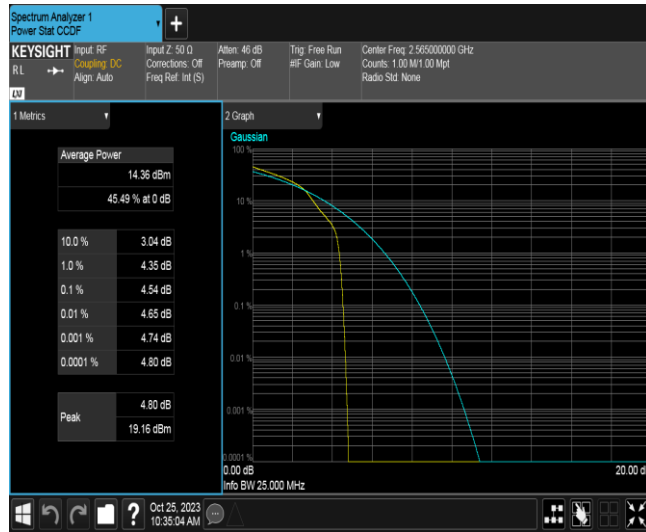 Spectrum Analyzer 1
Power Stat CCDF
KEYSIGHT
RL
LXI
Input: RF
Coupling: DC
Align: Auto
Input Z: 50 Ω
Corrections: Off
Freq Ref: Int (S)
Atten: 46 dB
Preamp: Off
Trig: Free Run
#IF Gain: Low
Center Freq: 2.565000000 GHz
Counts: 1.00 M/1.00 Mpt
Radio Std: None
1 Metrics
Average Power
14.36 dBm
45.49 % at 0 dB
10.0 % 3.04 dB
1.0 % 4.35 dB
0.1 % 4.54 dB
0.01 % 4.65 dB
0.001 % 4.74 dB
0.0001 % 4.80 dB
Peak
4.80 dB
19.16 dBm
2 Graph
Gaussian
100 %
10 %
1 %
0.1 %
0.01 %
0.001 %
0.0001 %
0.00 dB
20.00 d
Info BW 25.000 MHz
Oct 25, 2023
10:35:04 AM